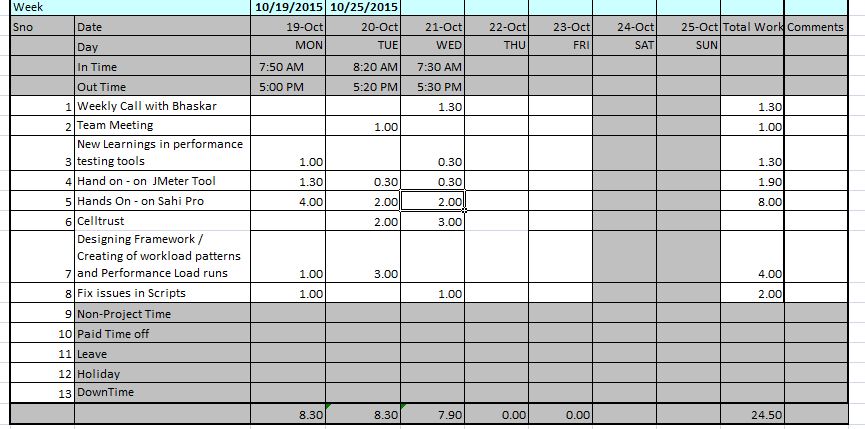 Week 10/19/2015 10/25/2015
Sno Date 19-Oct 20-Oct 21-Oct 22-Oct 23-Oct 24-Oct 25-Oct Total Work Comments
Day MON TUE WED THU FRI SAT SUN
In Time 7:50 AM 8:20 AM 7:30 AM
Out Time 5:00 PM 5:20 PM 5:30 PM
1 Weekly Call with Bhaskar 1.30 1.30
2 Team Meeting 1.00 1.00
New Learnings in performance
3 testing tools 1.00 0.30 1.30
4 Hand on - on JMeter Tool 1.30 0.30 0.30 1.90
5 Hands On - on Sahi Pro 4.00 2.00 2.00 8.00
6 Celltrust 2.00 3.00
Designing Framework /
Creating of workload patterns
7 and Performance Load runs 1.00 3.00 4.00
8 Fix issues in Scripts 1.00 1.00 2.00
9 Non-Project Time
10 Paid Time off
11 Leave
12 Holiday
13 DownTime
8.30 8.30 7.90 0.00 0.00 24.50